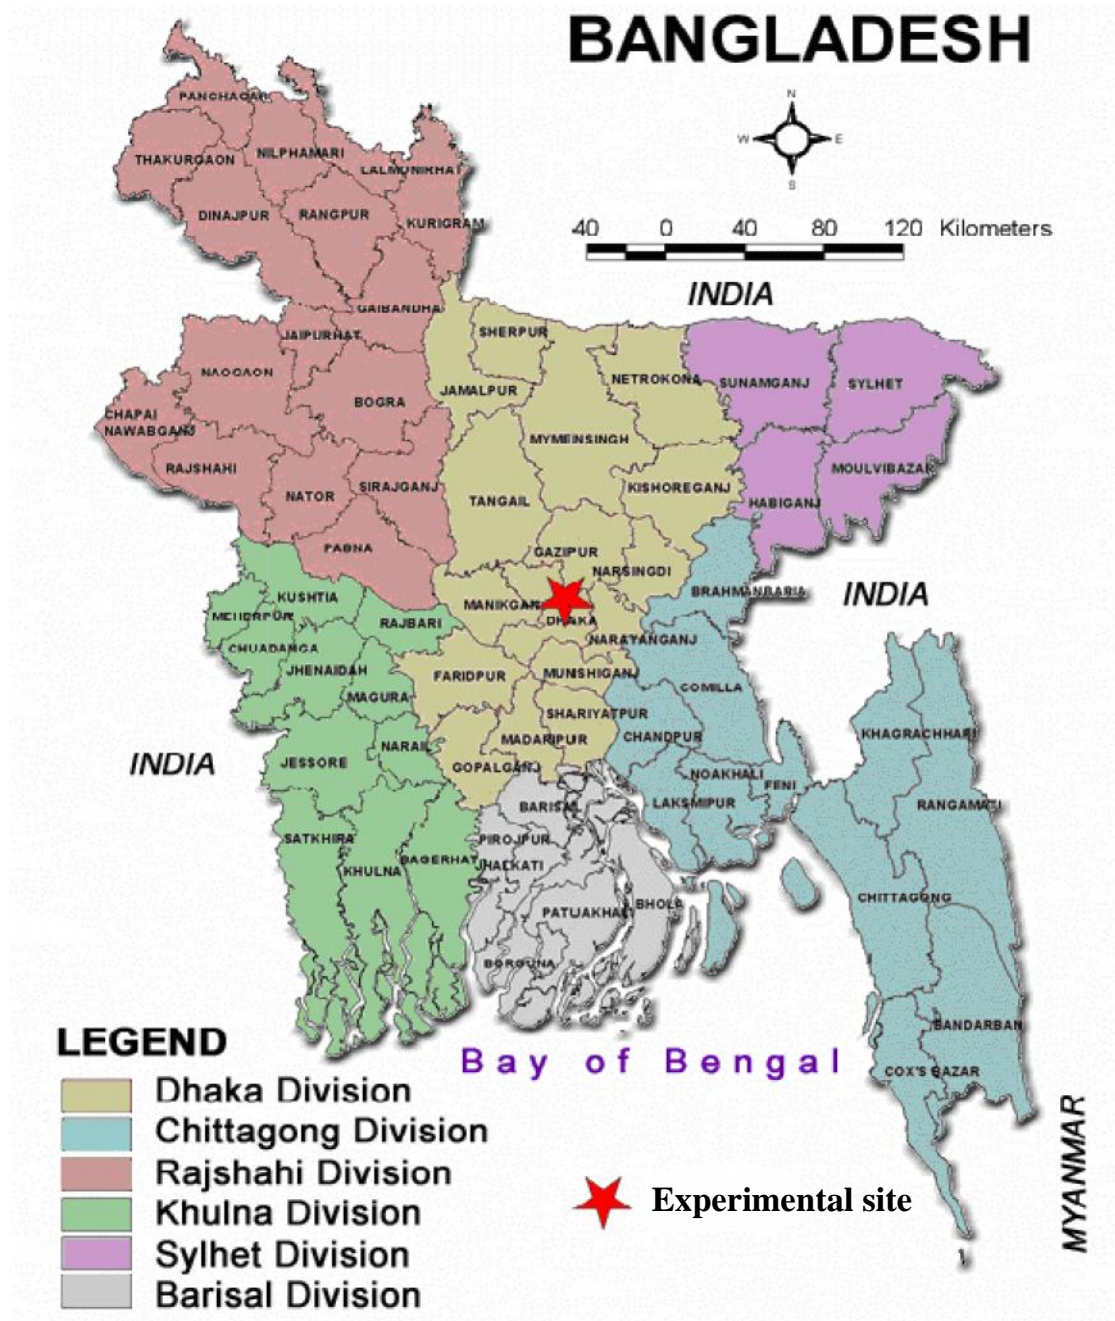 BANGLADESH
N
W E
S
40 0 40 80 120 Kilometers
INDIA
PANCHAGARH
THAKURGAON
NILPHAMARI
LALMONIRHAT
DINAJPUR
RANGPUR
KURIGRAM
GAIBANDHA
JAIPURHAT
SHERPUR
NAOGAON
BOGRA
JAMALPUR
NETROKONA
SUNAMGANJ
SYLHET
CHAPAI
NAWABGANJ
MYMEINSINGH
RAJSHAHI
NATOR
SIRAJGANJ
TANGAIL
KISHOREGANJ
HABIGANJ
MOULVIBAZAR
PABNA
GAZIPUR
NARSINGDI
BRAHMANBARIA
INDIA
KUSHTIA
MEHERPUR
RAJBARI
MANIKGANJ
DHAKA
NARAYANGANJ
CHUADANGA
JHENAIDAH
MAGURA
FARIDPUR
MUNISHIGANJ
COMILLA
SHARIYATPUR
MADARIPUR
CHANDPUR
KHAGRACHHARI
INDIA
JESSORE
NARAIL
GOPALGANJ
NOAKHALI
FENI
LAKSMIPUR
RANGAMATI
BARISAL
SATKHIRA
KHULNA
BAGERHAT
PIROJPUR
JHALKATI
PATUAKHALI
BHOLA
CHITTAGONG
BORGUNA
BANDARBAN
COX'S BAZAR
Bay of Bengal
MYANMAR
LEGEND
Dhaka Division
Chittagong Division
Rajshahi Division
Khulna Division
Sylhet Division
Barisal Division
Experimental site